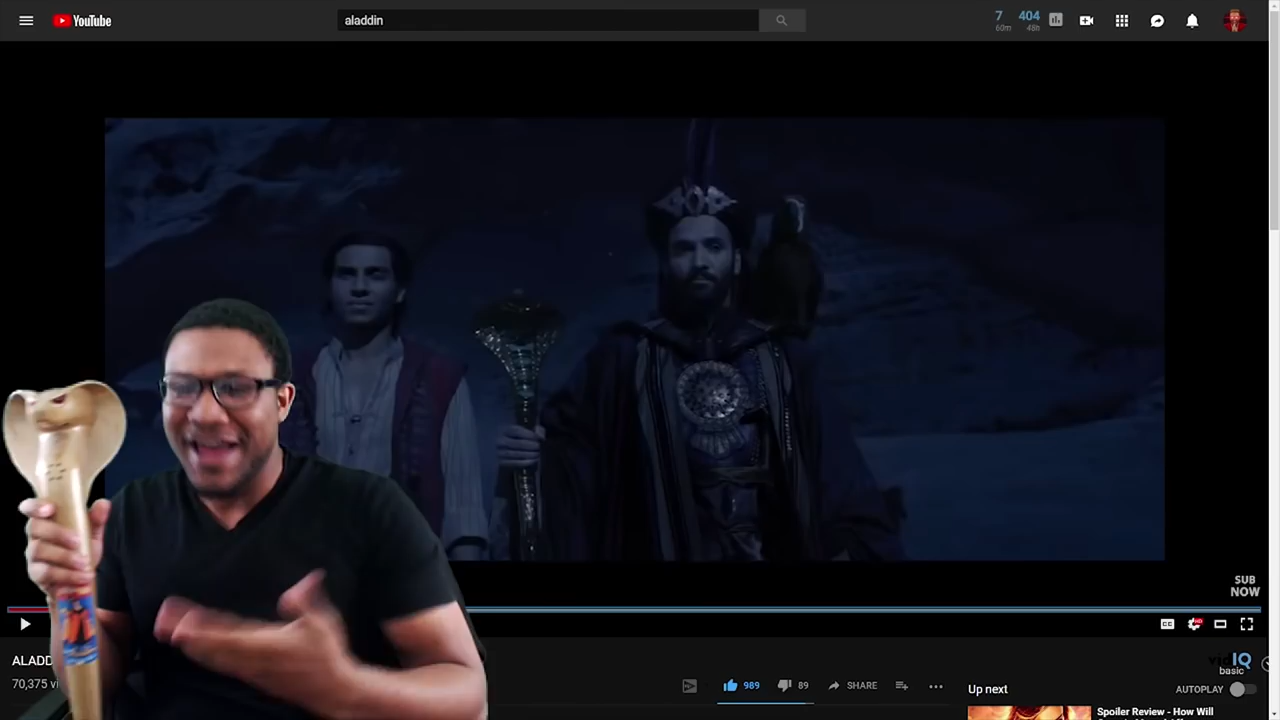 YouTube
aladdin
7
60m
404
48h
SUB
NOW
ALADD
70,375 vi
989
89
SHARE
vidIQ
basic
Up next
AUTOPLAY
Spoiler Review - How Will